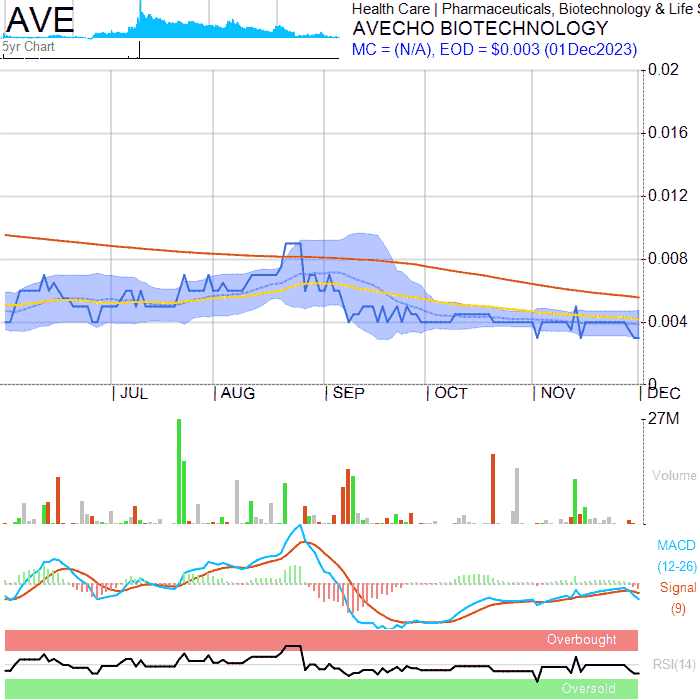 AVE
5yr Chart
Health Care | Pharmaceuticals, Biotechnology & Life S
AVECHO BIOTECHNOLOGY
MC = (N/A), EOD = $0.003 (01Dec2023)
0.02
0.016
0.012
0.008
0.004
0
JUL AUG SEP OCT NOV DEC
27M
Volume
MACD
(12-26)
Signal
(9)
Overbought
RSI(14)
Oversold